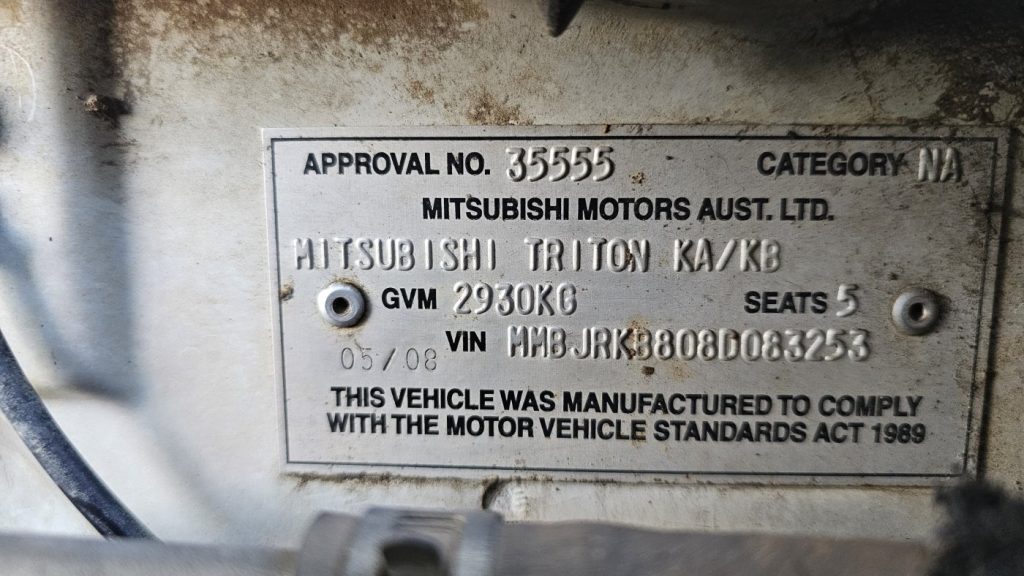 APPROVAL NO. 35555 CATEGORY NA
MITSUBISHI MOTORS AUST. LTD.
MITSUBISHI TRITON KA/KB
GVM 2930KG SEATS 5
05/08 VIN MMBJRKB808D083253
THIS VEHICLE WAS MANUFACTURED TO COMPLY
WITH THE MOTOR VEHICLE STANDARDS ACT 1989